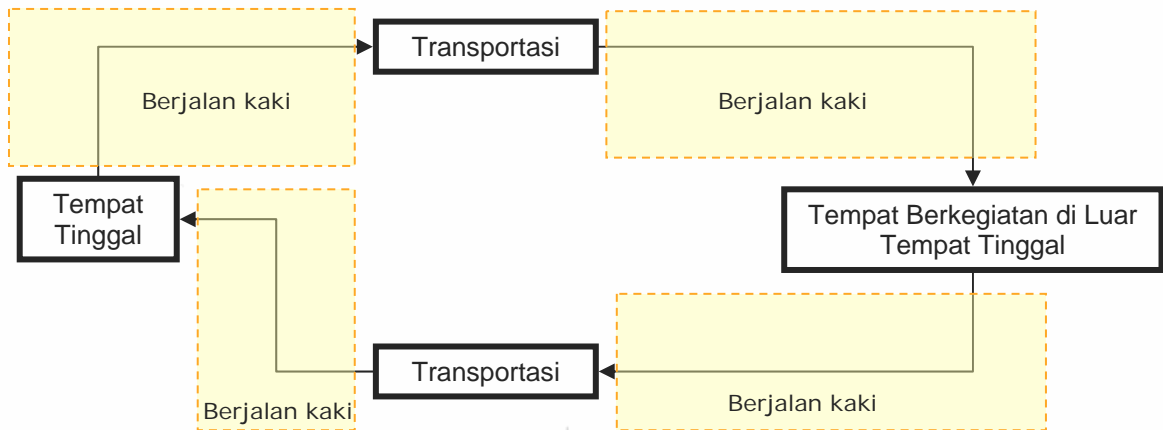 Transportasi
Berjalan kaki
Berjalan kaki
Tempat
Tinggal
Tempat Berkegiatan di Luar
Tempat Tinggal
Transportasi
Berjalan kaki
Berjalan kaki